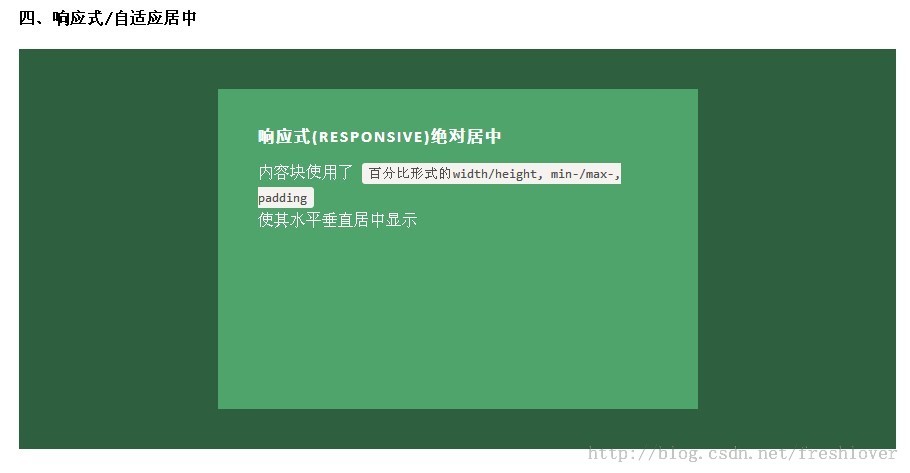 四、响应式/自适应居中
响应式(RESPONSIVE)绝对居中
内容块使用了 百分比形式的width/height, min-/max-,
padding
使其水平垂直居中显示
http://blog.csdn.net/freshlover